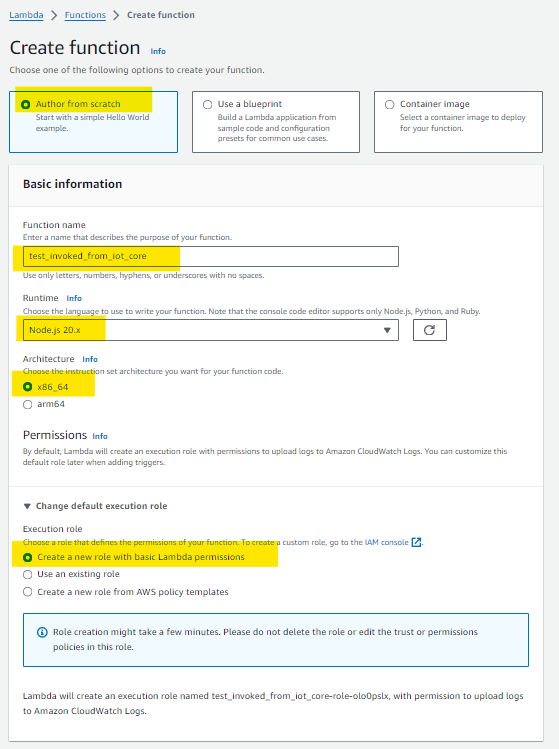 Lambda > Functions > Create function
Create function Info
Choose one of the following options to create your function.
Author from scratch
Start with a simple Hello World
example.
Use a blueprint
Build a Lambda application from
sample code and configuration
presets for common use cases.
Container image
Select a container image to deploy
for your function.
Basic information
Function name
Enter a name that describes the purpose of your function.
test_invoked_from_iot_core
Use only letters, numbers, hyphens, or underscores with no spaces.
Runtime Info
Choose the language to use to write your function. Note that the console code editor supports only Node.js, Python, and Ruby.
Node.js 20.x
Architecture Info
Choose the instruction set architecture you want for your function code.
x86_64
arm64
Permissions Info
By default, Lambda will create an execution role with permissions to upload logs to Amazon CloudWatch Logs. You can customize this
default role later when adding triggers.
Change default execution role
Execution role
Choose a role that defines the permissions of your function. To create a custom role, go to the IAM console.
Create a new role with basic Lambda permissions
Use an existing role
Create a new role from AWS policy templates
Role creation might take a few minutes. Please do not delete the role or edit the trust or permissions
policies in this role.
Lambda will create an execution role named test_invoked_from_iot_core-role-olo0pslx, with permission to upload logs
to Amazon CloudWatch Logs.